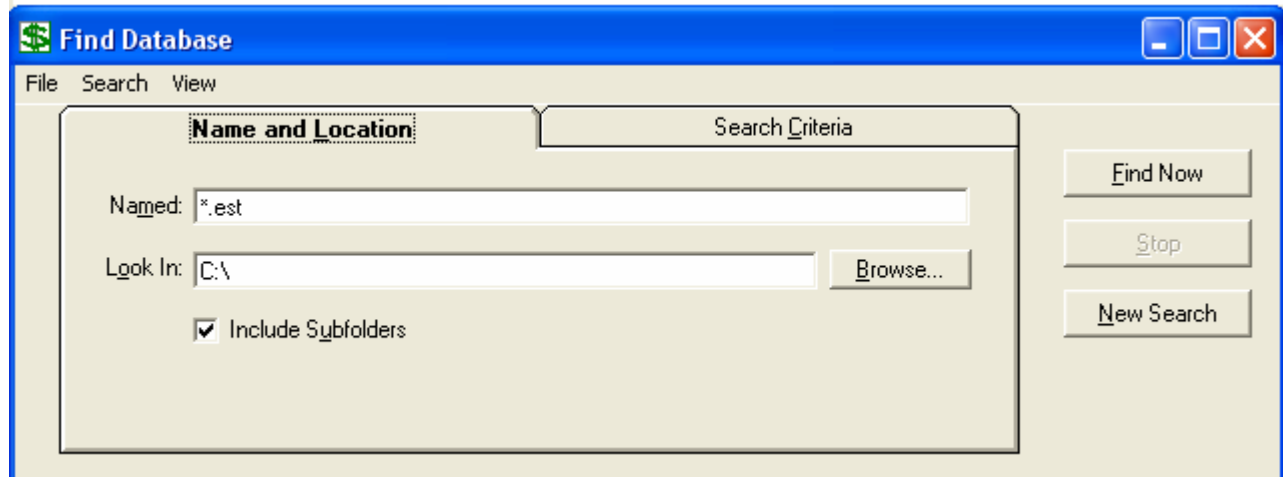 Find Database
File Search View
Name and Location Search Criteria
Named: *.est
Look In: C:\ Browse...
Include Subfolders
Find Now
Stop
New Search